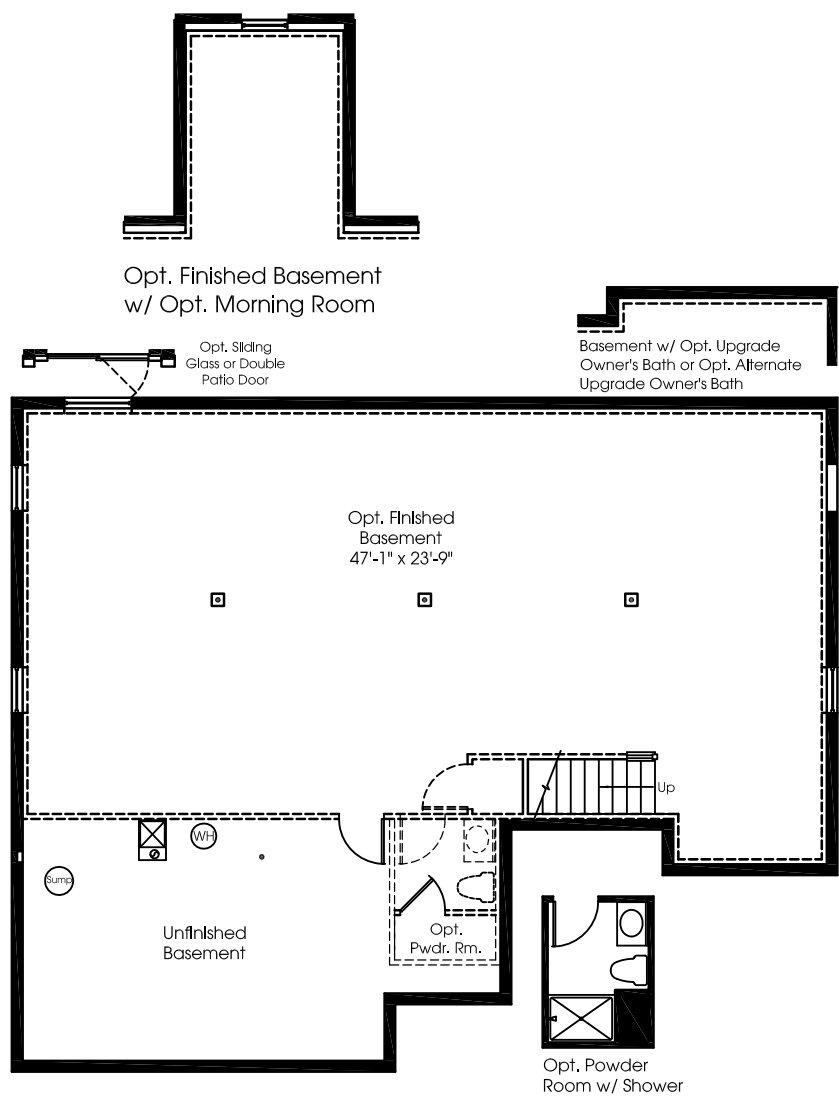 Opt. Finished Basement
w/ Opt. Morning Room
Opt. Sliding
Glass or Double
Patio Door
Basement w/ Opt. Upgrade
Owner's Bath or Opt. Alternate
Upgrade Owner's Bath
Opt. Finished
Basement
47'-1" x 23'-9"
Up
WH
Sump
Unfinished
Basement
Opt.
Pwdr. Rm.
Opt. Powder
Room w/ Shower